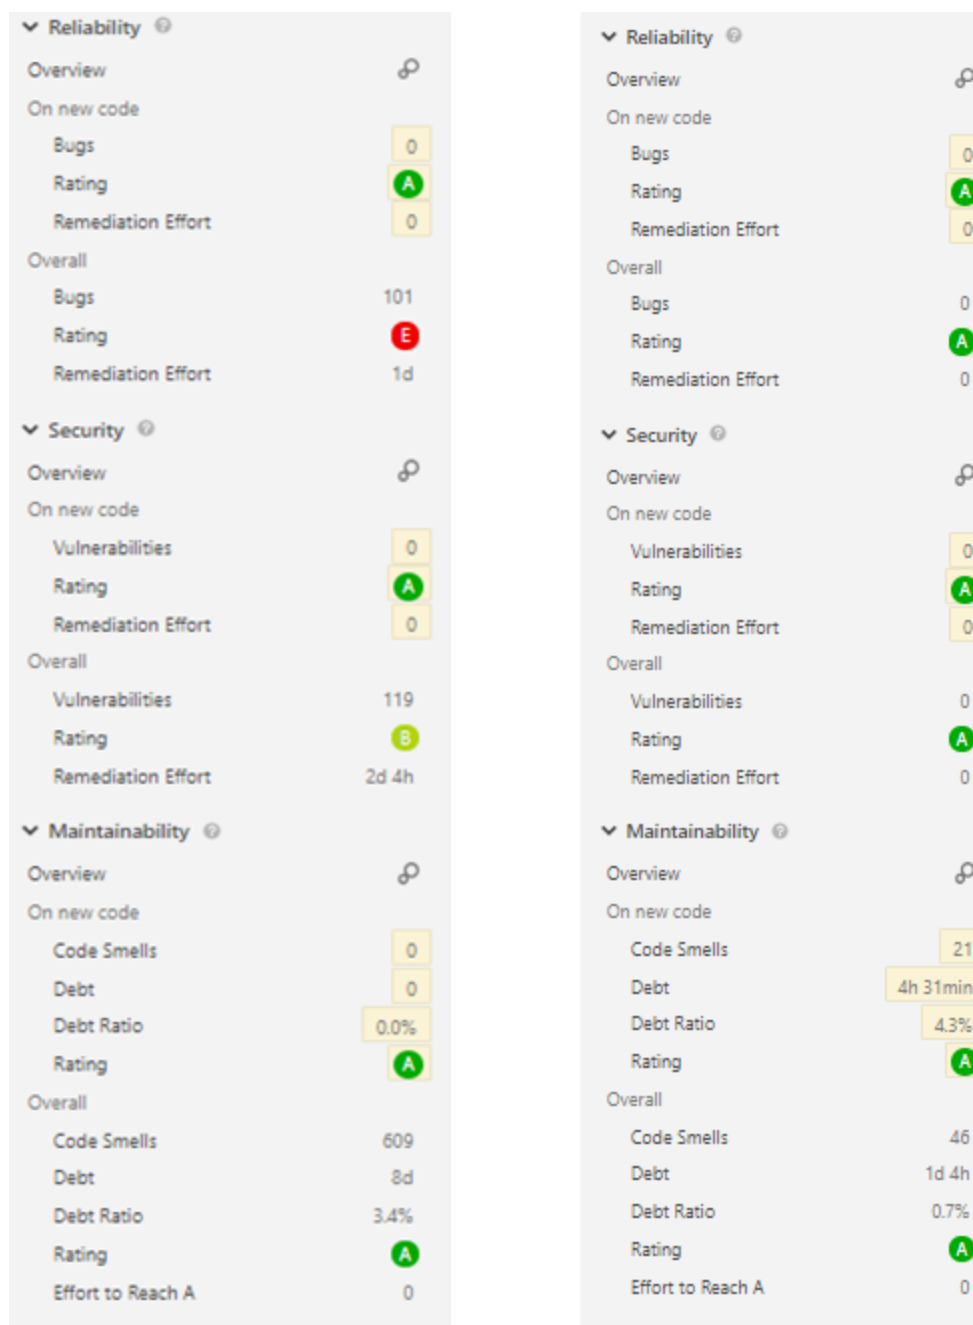 Reliability ?
Overview
On new code
Bugs 0
Rating A
Remediation Effort 0
Overall
Bugs 101
Rating E
Remediation Effort 1d
Security ?
Overview
On new code
Vulnerabilities 0
Rating A
Remediation Effort 0
Overall
Vulnerabilities 119
Rating B
Remediation Effort 2d 4h
Maintainability ?
Overview
On new code
Code Smells 0
Debt 0
Debt Ratio 0.0%
Rating A
Overall
Code Smells 609
Debt 8d
Debt Ratio 3.4%
Rating A
Effort to Reach A 0
Reliability ?
Overview
On new code
Bugs 0
Rating A
Remediation Effort 0
Overall
Bugs 0
Rating A
Remediation Effort 0
Security ?
Overview
On new code
Vulnerabilities 0
Rating A
Remediation Effort 0
Overall
Vulnerabilities 0
Rating A
Remediation Effort 0
Maintainability ?
Overview
On new code
Code Smells 21
Debt 4h 31min
Debt Ratio 4.3%
Rating A
Overall
Code Smells 46
Debt 1d 4h
Debt Ratio 0.7%
Rating A
Effort to Reach A 0